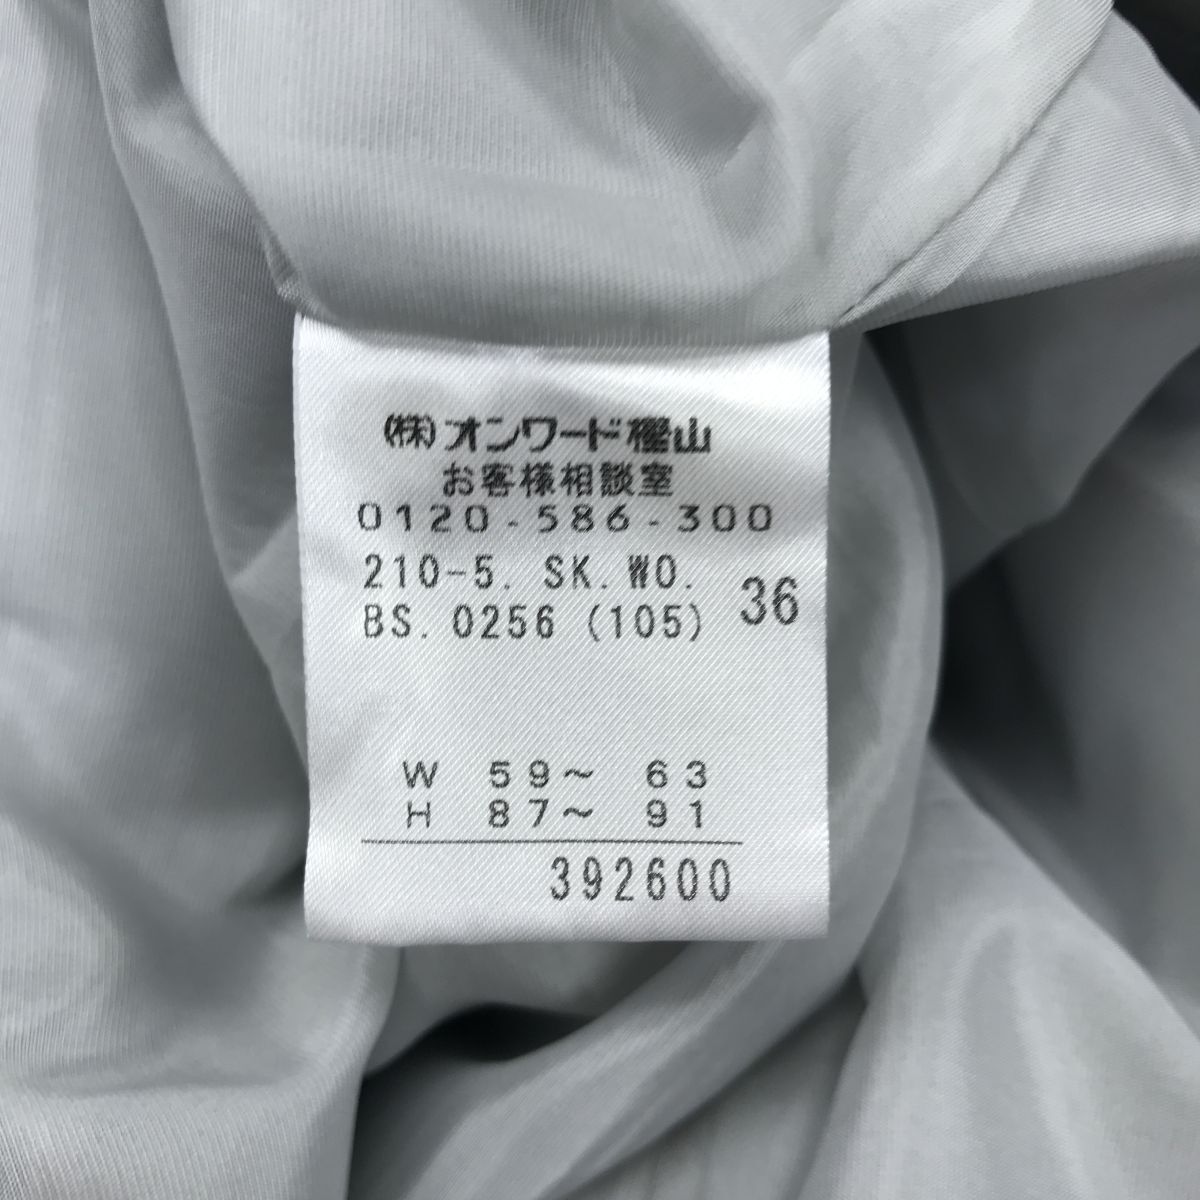 (株)オンワード樫山
お客様相談室
0120-586-300
210-5. SK. WO.
BS. 0256 (105) 36
W 59～ 63
H 87～ 91
392600